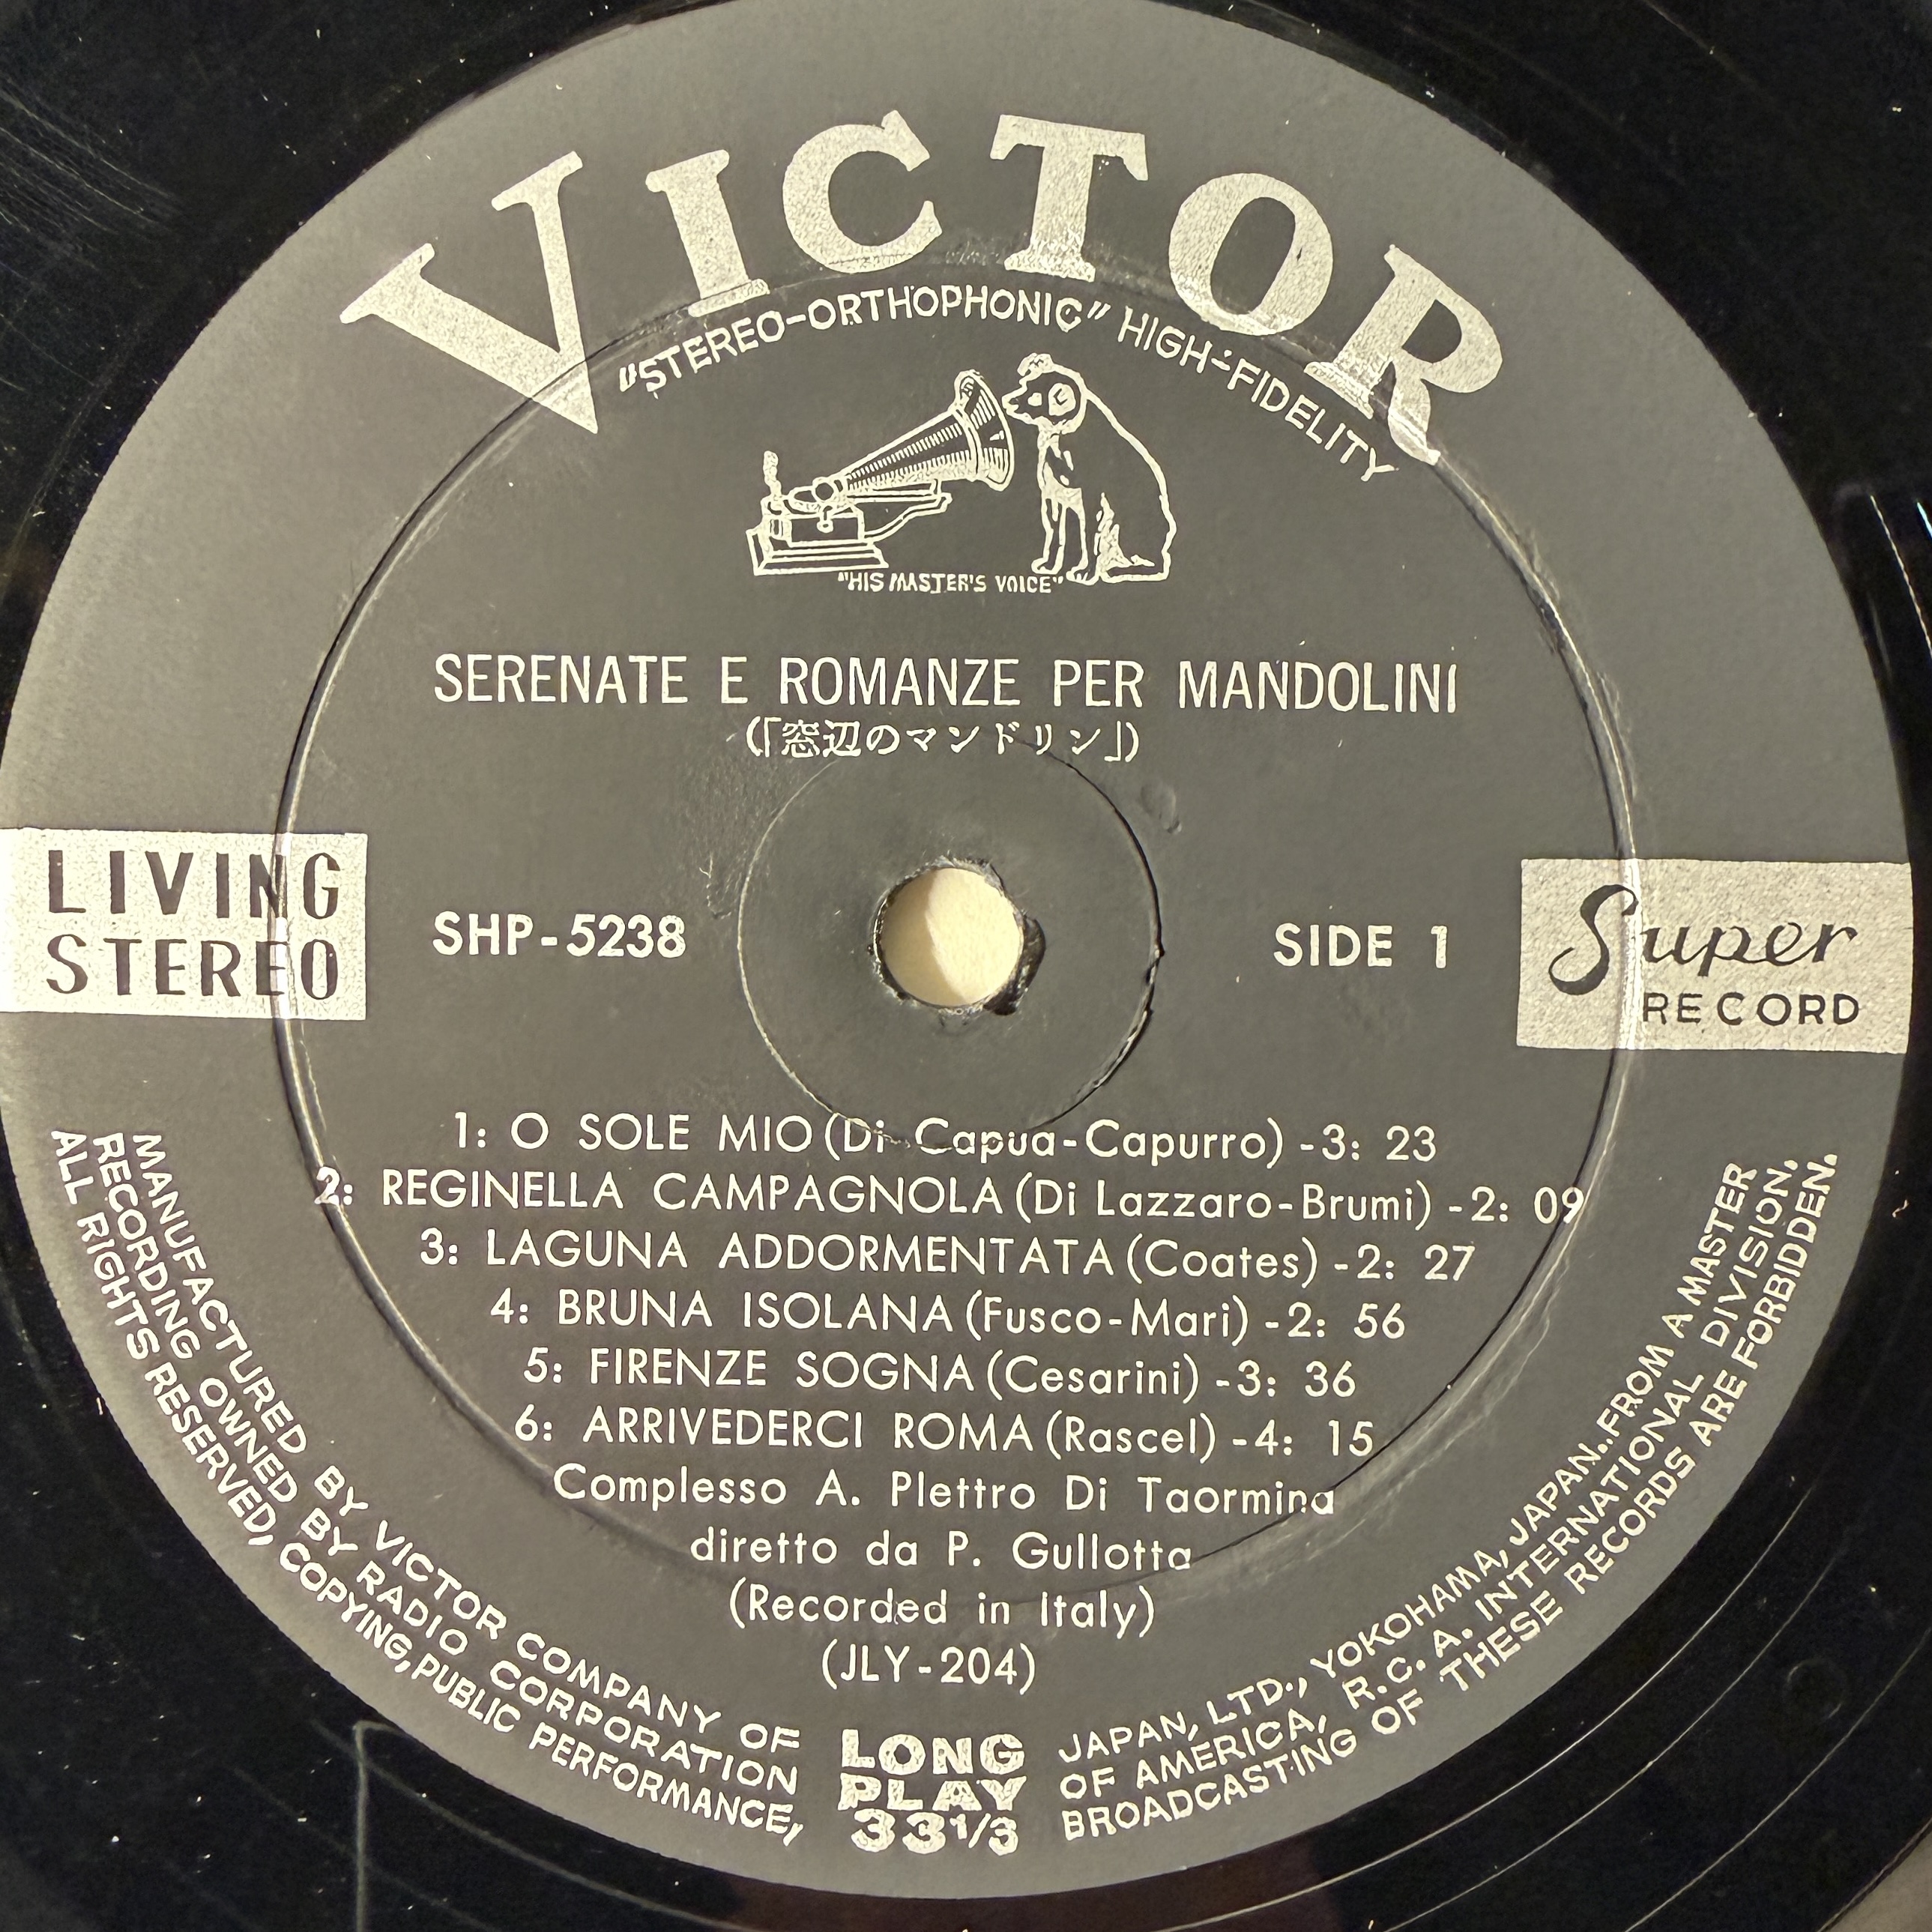 VICTOR
"STEREO-ORTHOPHONIC" HIGH-FIDELITY
"HIS MASTER'S VOICE"
SERENATE E ROMANZE PER MANDOLINI
(「窓辺のマンドリン」)
LIVING
STEREO
SHP-5238
SIDE 1
Super
RECORD
1: O SOLE MIO (Di Capua-Capurro) -3: 23
2: REGINELLA CAMPAGNOLA (Di Lazzaro-Brumi) -2: 09
3: LAGUNA ADDORMENTATA (Coates) -2: 27
4: BRUNA ISOLANA (Fusco-Mari) -2: 56
5: FIRENZE SOGNA (Cesarini) -3: 36
6: ARRIVEDERCI ROMA (Rascel) -4: 15
Complesso A. Plettro Di Taormina
diretto da P. Gullotta
(Recorded in Italy)
(JLY-204)
LONG
PLAY
33 1/3
MANUFACTURED BY VICTOR COMPANY OF JAPAN, LTD., YOKOHAMA, JAPAN. FROM A MASTER
RECORDING OWNED BY RADIO CORPORATION OF AMERICA, R.C.A. INTERNATIONAL DIVISION.
ALL RIGHTS RESERVED, COPYING, PUBLIC PERFORMANCE, BROADCASTING OF THESE RECORDS ARE FORBIDDEN.